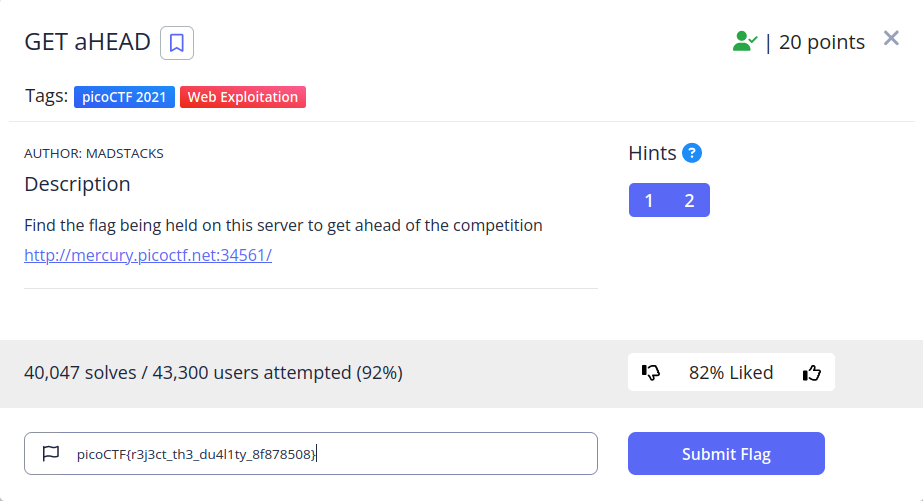 GET aHEAD
| 20 points
Tags: picoCTF 2021 Web Exploitation
AUTHOR: MADSTACKS
Description
Find the flag being held on this server to get ahead of the competition
http://mercury.picoctf.net:34561/
Hints ?
1 2
40,047 solves / 43,300 users attempted (92%)
82% Liked
picoCTF{r3j3ct_th3_du4l1ty_8f878508}
Submit Flag